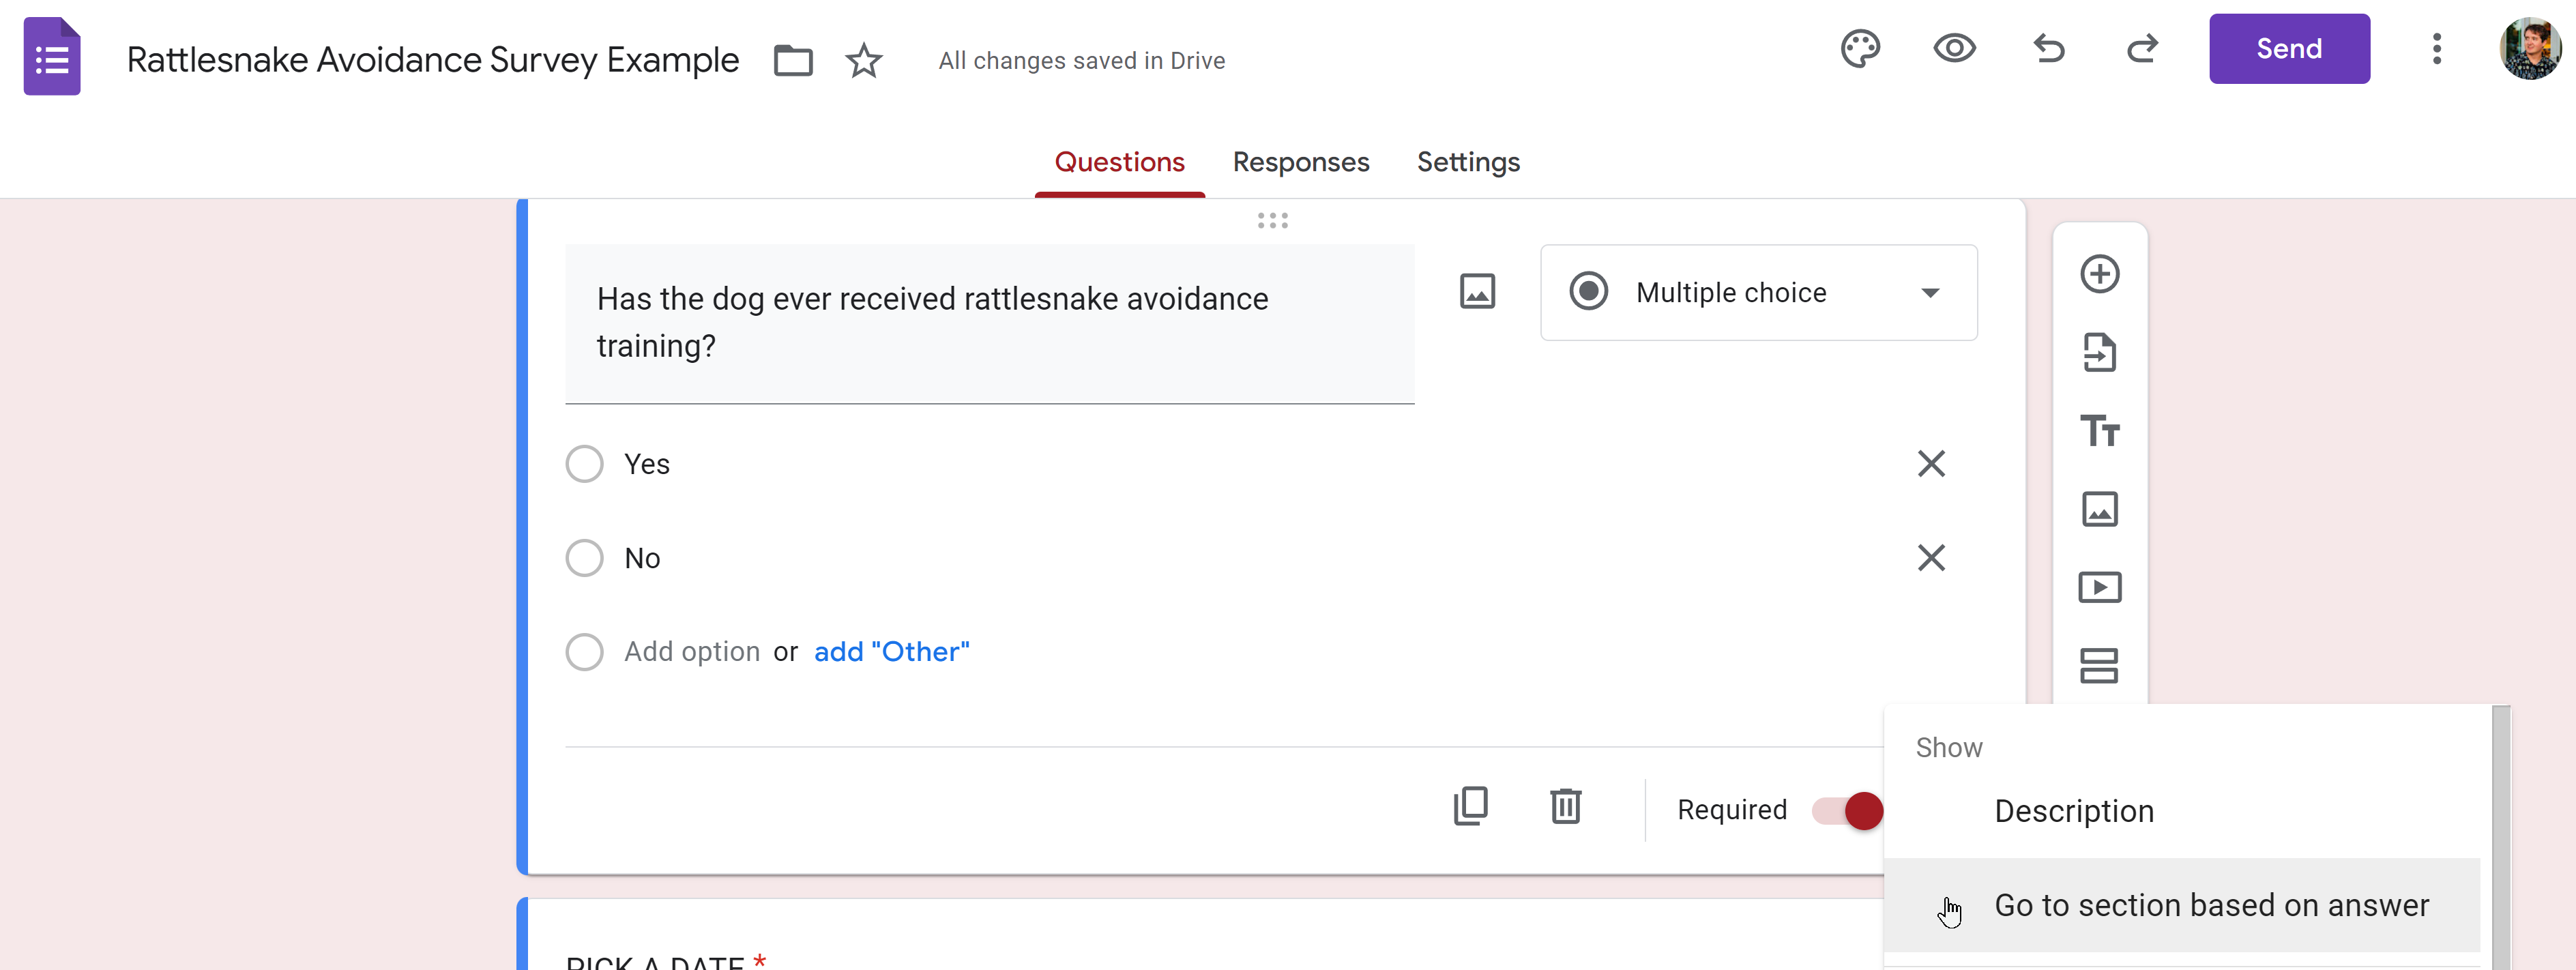 Rattlesnake Avoidance Survey Example
All changes saved in Drive
Send
Questions
Responses
Settings
Has the dog ever received rattlesnake avoidance
training?
Multiple choice
Yes
No
Add option or add "Other"
Required
Show
Description
Go to section based on answer
PICK A DATE *